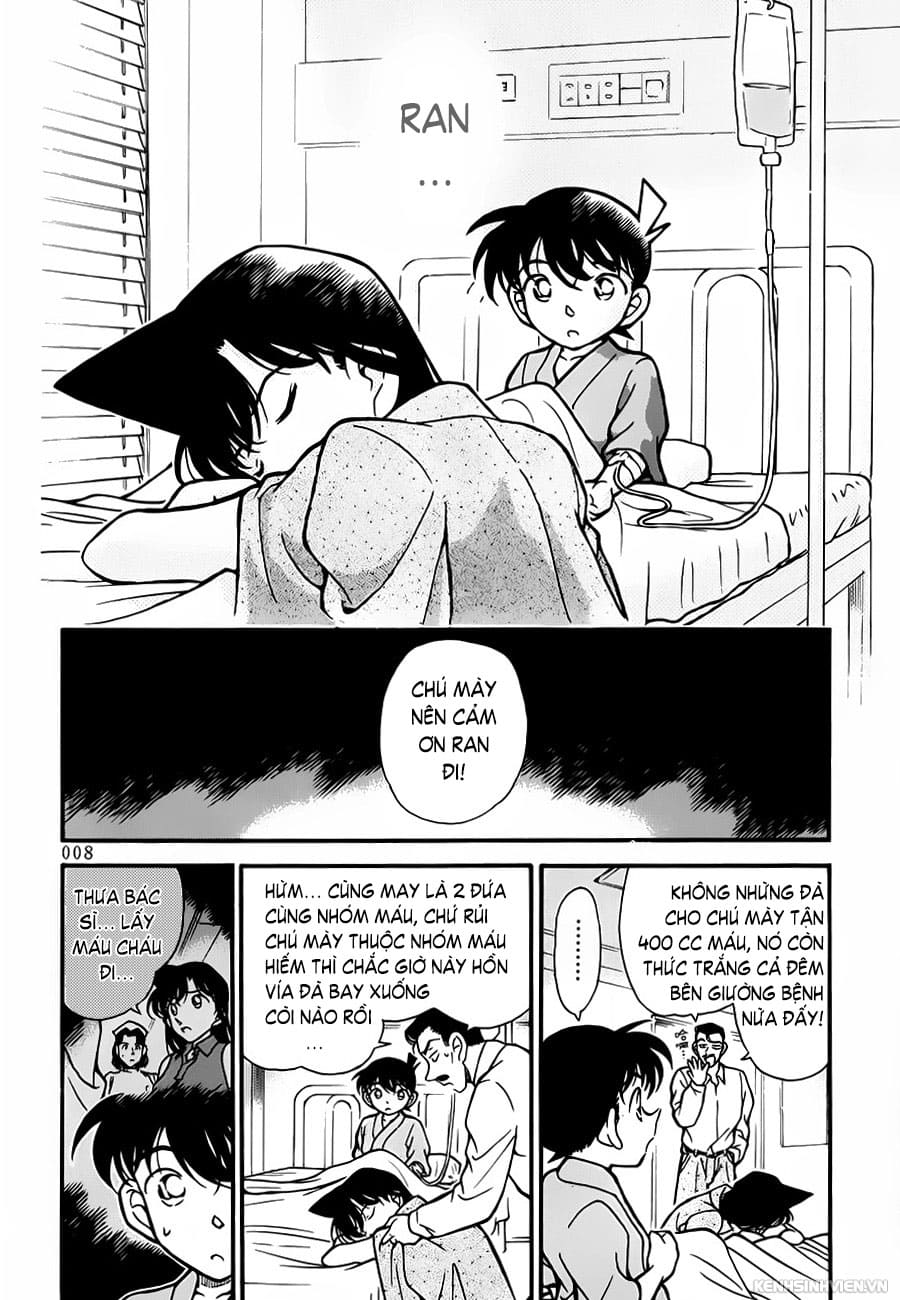 RAN
...
CHÚ MÀY
NÊN CẢM
ƠN RAN
ĐI!
008
KHÔNG NHỮNG ĐÃ
CHO CHÚ MÀY TẬN
400 CC MÁU, NÓ CÒN
THỨC TRẮNG CẢ ĐÊM
BÊN GIƯỜNG BỆNH
NỮA ĐẤY!
.........
HỪM... CŨNG MAY LÀ 2 ĐỨA
CÙNG NHÓM MÁU, CHỨ RỦI
CHÚ MÀY THUỘC NHÓM MÁU
HIẾM THÌ CHẮC GIỜ NÀY HỒN
VÍA ĐÃ BAY XUỐNG
CÕI NÀO RỒI
...
THƯA BÁC
SĨ... LẤY
MÁU CHÁU
ĐI...
KENHSINHVIEN.VN